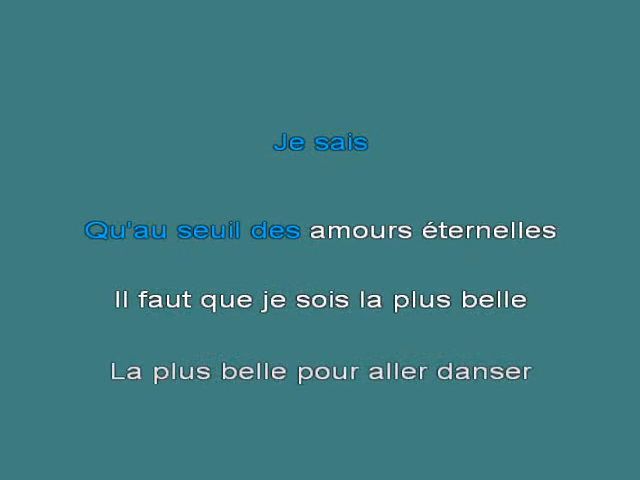 Je sais
Qu'au seuil des amours éternelles
Il faut que je sois la plus belle
La plus belle pour aller danser